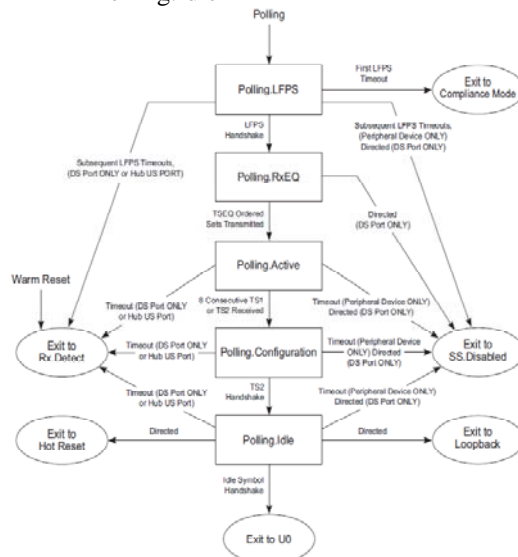 Polling
Polling.LFPS
First LFPS
Timeout
Exit to
Compliance Mode
LFPS
Handshake
Subsequent LFPS Timeouts,
(DS Port ONLY or Hub US PORT)
Subsequent LFPS Timeouts,
(Peripheral Device ONLY)
Directed (DS Port ONLY)
Polling.RxEQ
Directed
(DS Port ONLY)
TSEQ Ordered
Sets Transmitted
Polling.Active
Warm Reset
Timeout (DS Port ONLY
or Hub US Port)
8 Consecutive TS1
or TS2 Received
Timeout (Peripheral Device ONLY)
Directed (DS Port ONLY)
Exit to
Rx.Detect
Timeout (DS Port ONLY
or Hub US Port)
Polling.Configuration
Timeout (Peripheral Device
ONLY) Directed
(DS Port ONLY)
Exit to
SS.Disabled
Timeout (DS Port ONLY
or Hub US Port)
TS2
Handshake
Timeout (Peripheral Device ONLY)
Directed (DS Port ONLY)
Exit to
Hot Reset
Directed
Polling.Idle
Directed
Exit to
Loopback
Idle Symbol
Handshake
Exit to U0